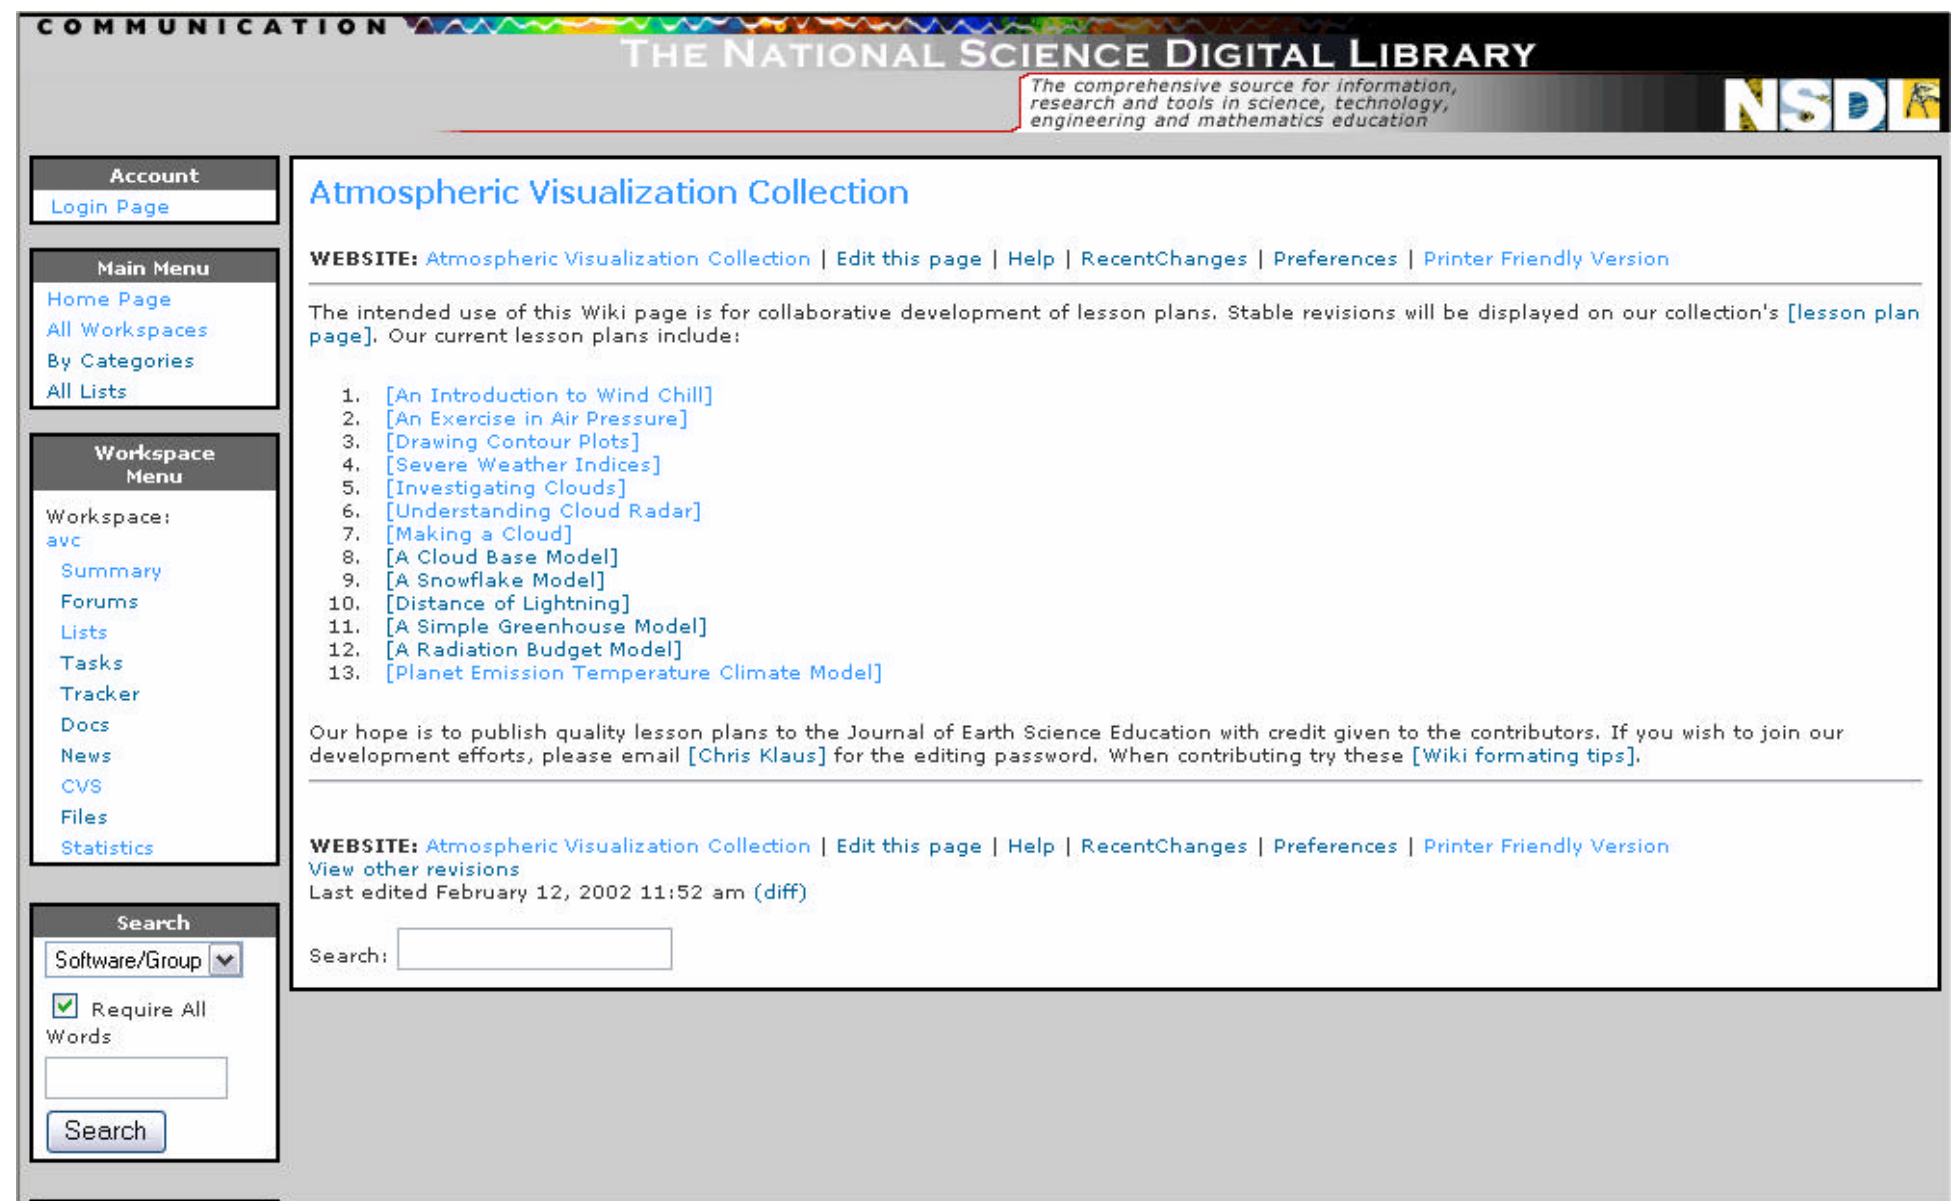 COMMUNICATION
THE NATIONAL SCIENCE DIGITAL LIBRARY
The comprehensive source for information,
research and tools in science, technology,
engineering and mathematics education
NSDL
Account
Login Page
Main Menu
Home Page
All Workspaces
By Categories
All Lists
Workspace
Menu
Workspace:
avc
Summary
Forums
Lists
Tasks
Tracker
Docs
News
CVS
Files
Statistics
Search
Software/Group
Require All
Words
Search
Atmospheric Visualization Collection
WEBSITE: Atmospheric Visualization Collection | Edit this page | Help | RecentChanges | Preferences | Printer Friendly Version
The intended use of this Wiki page is for collaborative development of lesson plans. Stable revisions will be displayed on our collection's [lesson plan
page]. Our current lesson plans include:
1. [An Introduction to Wind Chill]
2. [An Exercise in Air Pressure]
3. [Drawing Contour Plots]
4. [Severe Weather Indices]
5. [Investigating Clouds]
6. [Understanding Cloud Radar]
7. [Making a Cloud]
8. [A Cloud Base Model]
9. [A Snowflake Model]
10. [Distance of Lightning]
11. [A Simple Greenhouse Model]
12. [A Radiation Budget Model]
13. [Planet Emission Temperature Climate Model]
Our hope is to publish quality lesson plans to the Journal of Earth Science Education with credit given to the contributors. If you wish to join our
development efforts, please email [Chris Klaus] for the editing password. When contributing try these [Wiki formating tips].
WEBSITE: Atmospheric Visualization Collection | Edit this page | Help | RecentChanges | Preferences | Printer Friendly Version
View other revisions
Last edited February 12, 2002 11:52 am (diff)
Search: